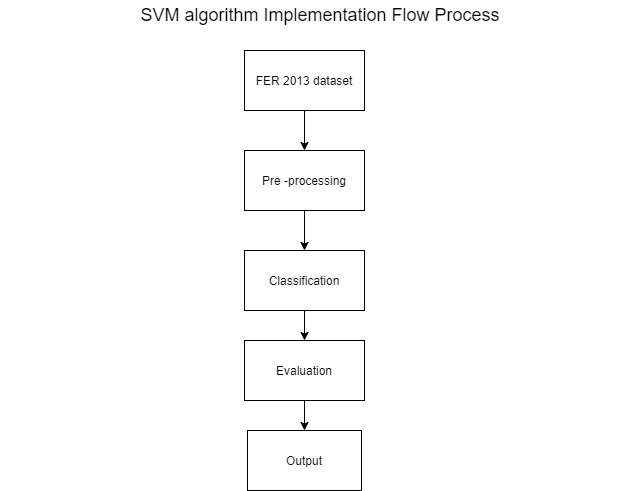 SVM algorithm Implementation Flow Process
FER 2013 dataset
Pre -processing
Classification
Evaluation
Output